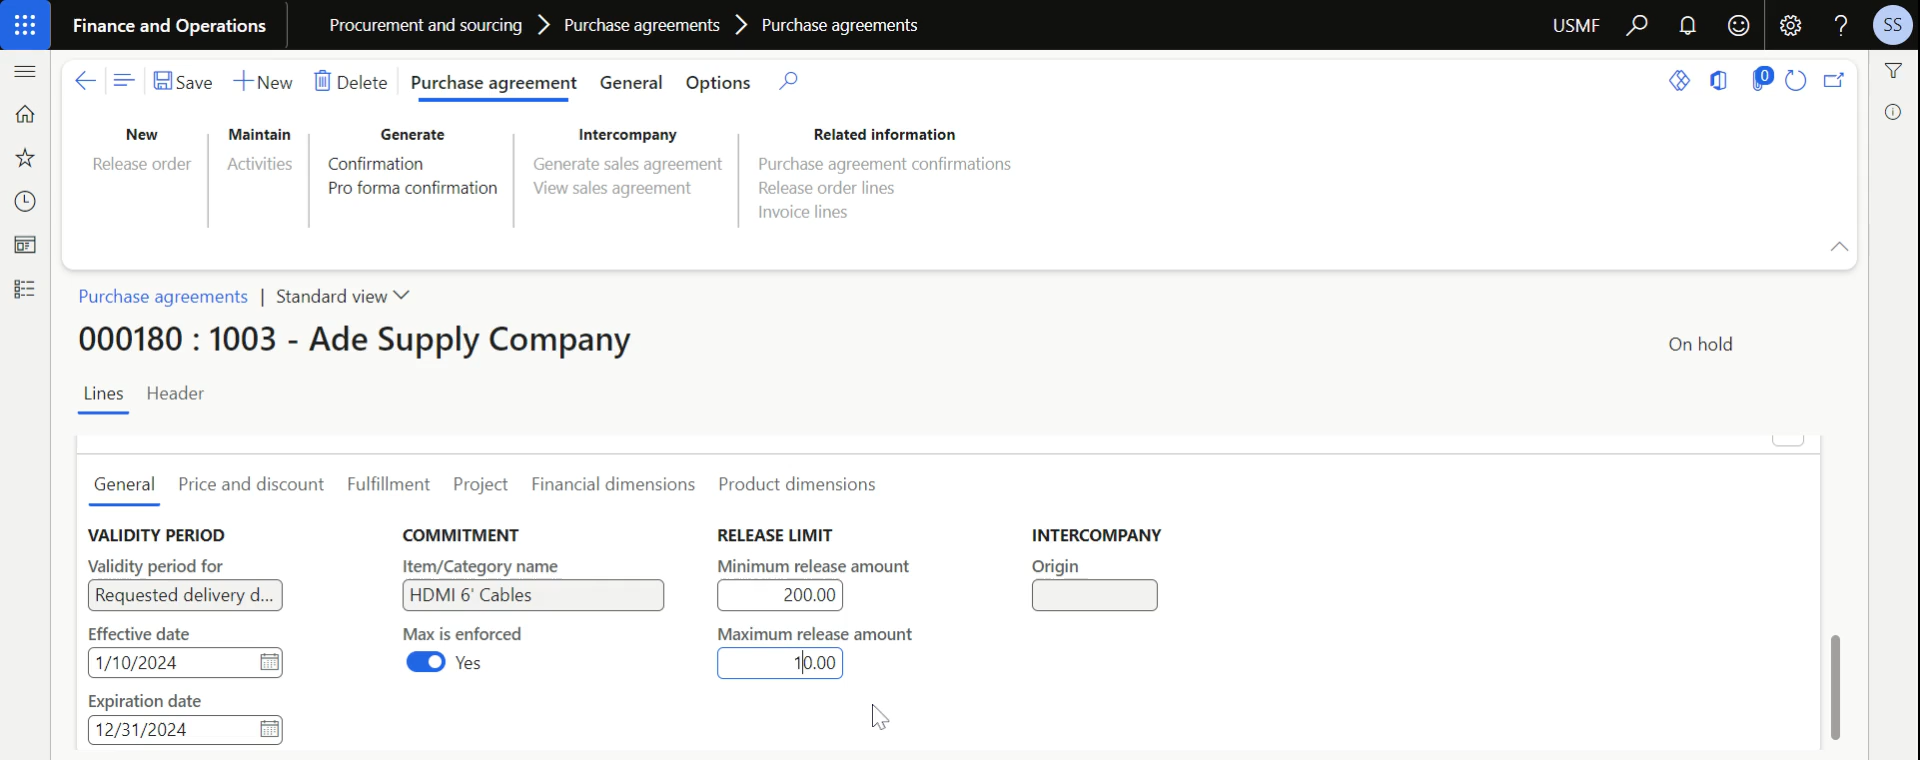 Finance and Operations
Procurement and sourcing > Purchase agreements > Purchase agreements
USMF
SS
Save
New
Delete
Purchase agreement
General
Options
0
New
Release order
Maintain
Activities
Generate
Confirmation
Pro forma confirmation
Intercompany
Generate sales agreement
View sales agreement
Related information
Purchase agreement confirmations
Release order lines
Invoice lines
Purchase agreements | Standard view
000180 : 1003 - Ade Supply Company
On hold
Lines
Header
General
Price and discount
Fulfillment
Project
Financial dimensions
Product dimensions
VALIDITY PERIOD
Validity period for
Requested delivery d...
Effective date
1/10/2024
Expiration date
12/31/2024
COMMITMENT
Item/Category name
HDMI 6' Cables
Max is enforced
Yes
RELEASE LIMIT
Minimum release amount
200.00
Maximum release amount
10.00
INTERCOMPANY
Origin